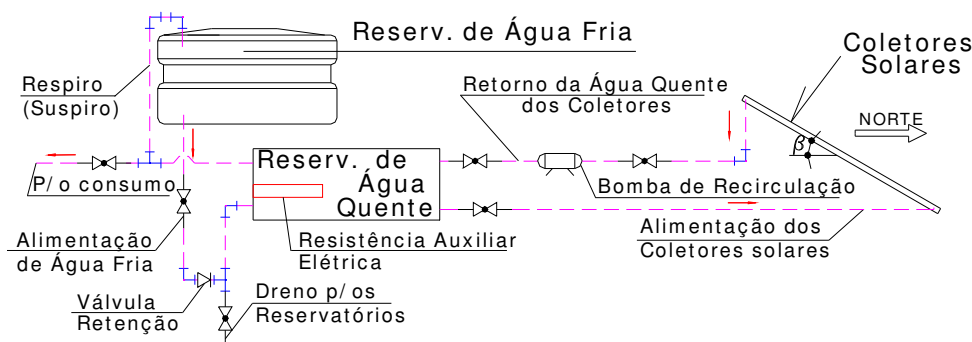 Reserv. de Água Fria
Coletores
Solares
Respiro
(Suspiro)
Retorno da Água Quente
dos Coletores
NORTE
β
Reserv. de
Água
Quente
P/ o consumo
Bomba de Recirculação
Alimentação
de Água Fria
Resistência Auxiliar
Elétrica
Alimentação dos
Coletores solares
Válvula
Retenção
Dreno p/ os
Reservatórios